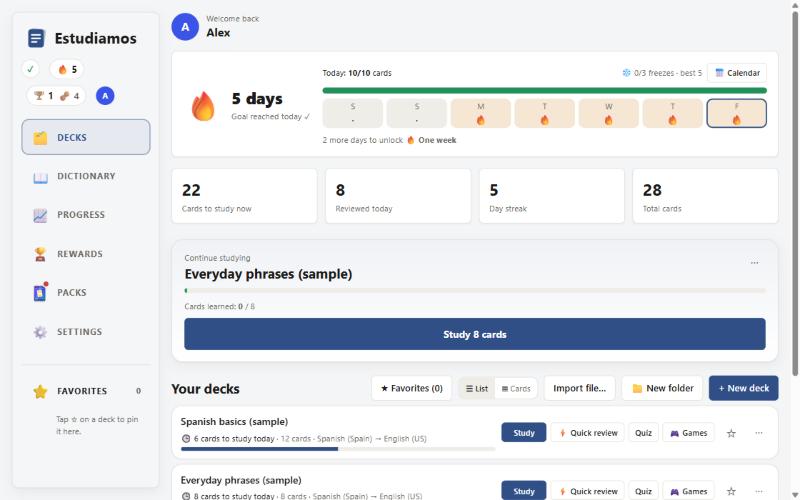 Estudiamos
✓ 🔥 5
🏆 1 🥜 4 A
DECKS
DICTIONARY
PROGRESS
REWARDS
PACKS
SETTINGS
FAVORITES 0
Tap ☆ on a deck to pin
it here.
A
Welcome back
Alex
Today: 10/10 cards
0/3 freezes · best 5
Calendar
5 days
Goal reached today ✓
S S M T W T F
2 more days to unlock 🔥 One week
22
Cards to study now
8
Reviewed today
5
Day streak
28
Total cards
Continue studying
...
Everyday phrases (sample)
Cards learned: 0 / 8
Study 8 cards
Your decks
★ Favorites (0)
☰ List
Cards
Import file...
New folder
+ New deck
Spanish basics (sample)
6 cards to study today · 12 cards · Spanish (Spain) → English (US)
Study
Quick review
Quiz
Games
☆
...
Everyday phrases (sample)
8 cards to study today · 8 cards · Spanish (Spain) → English (US)
Study
Quick review
Quiz
Games
☆
...